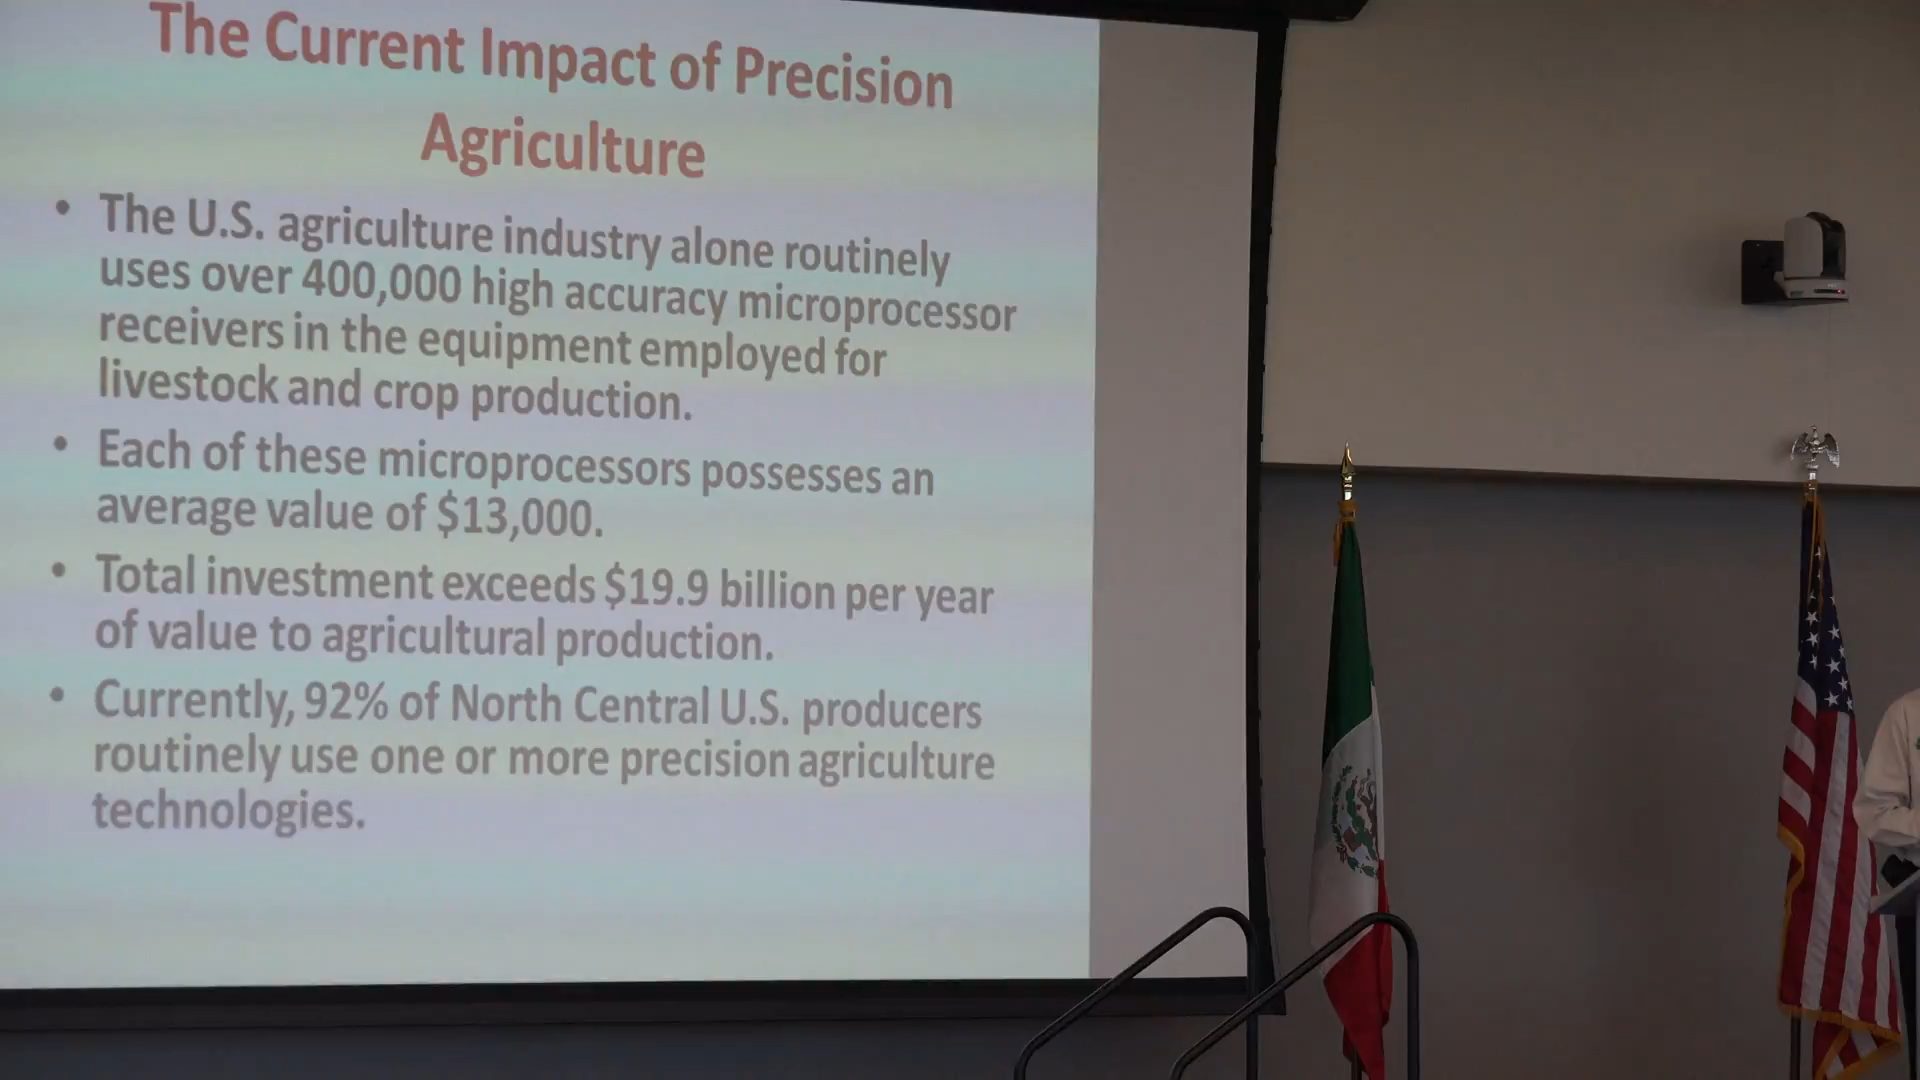 The Current Impact of Precision
Agriculture
• The U.S. agriculture industry alone routinely
uses over 400,000 high accuracy microprocessor
receivers in the equipment employed for
livestock and crop production.
• Each of these microprocessors possesses an
average value of $13,000.
• Total investment exceeds $19.9 billion per year
of value to agricultural production.
• Currently, 92% of North Central U.S. producers
routinely use one or more precision agriculture
technologies.